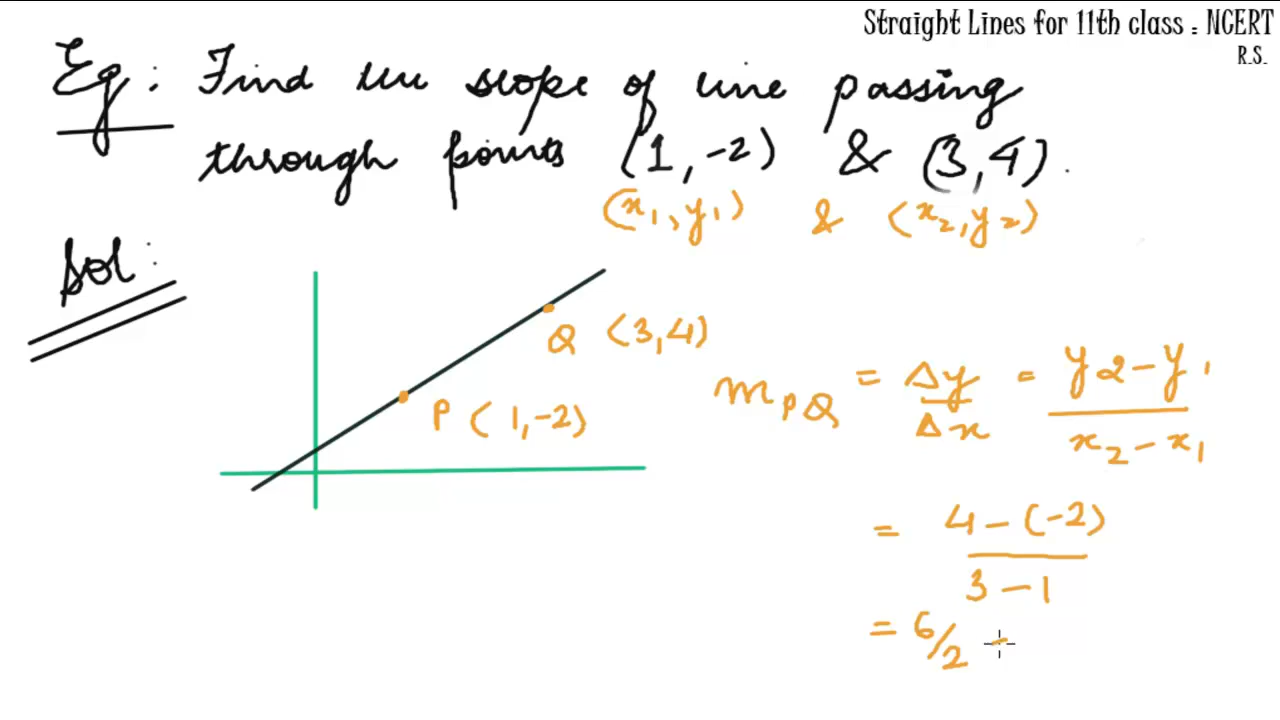 Straight Lines for 11th class : NCERT
R.S.
Eg : Find the slope of line passing
through points (1, -2) & (3, 4) .
(x₁, y₁) & (x₂, y₂)
Sol :
Q (3, 4)
P (1, -2)
m_PQ = Δy/Δx = (y₂ - y₁)/(x₂ - x₁)
= (4 - (-2))/(3 - 1)
= 6/2 -